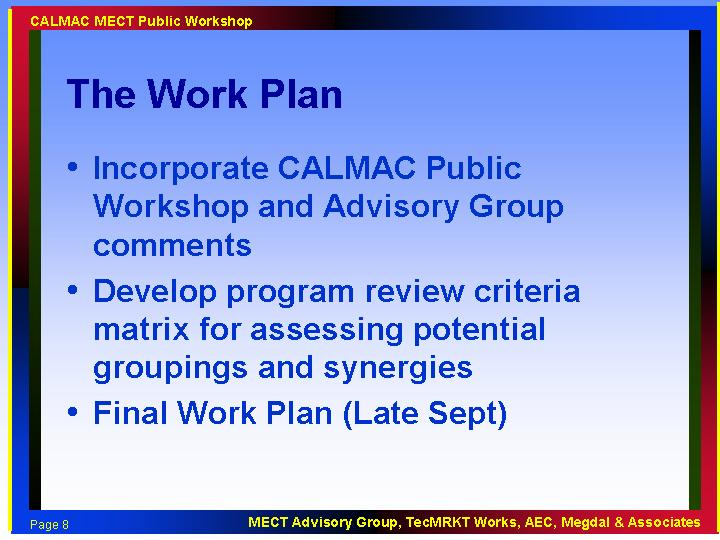 CALMAC MECT Public Workshop
The Work Plan
• Incorporate CALMAC Public
Workshop and Advisory Group
comments
• Develop program review criteria
matrix for assessing potential
groupings and synergies
• Final Work Plan (Late Sept)
Page 8
MECT Advisory Group, TecMRKT Works, AEC, Megdal & Associates